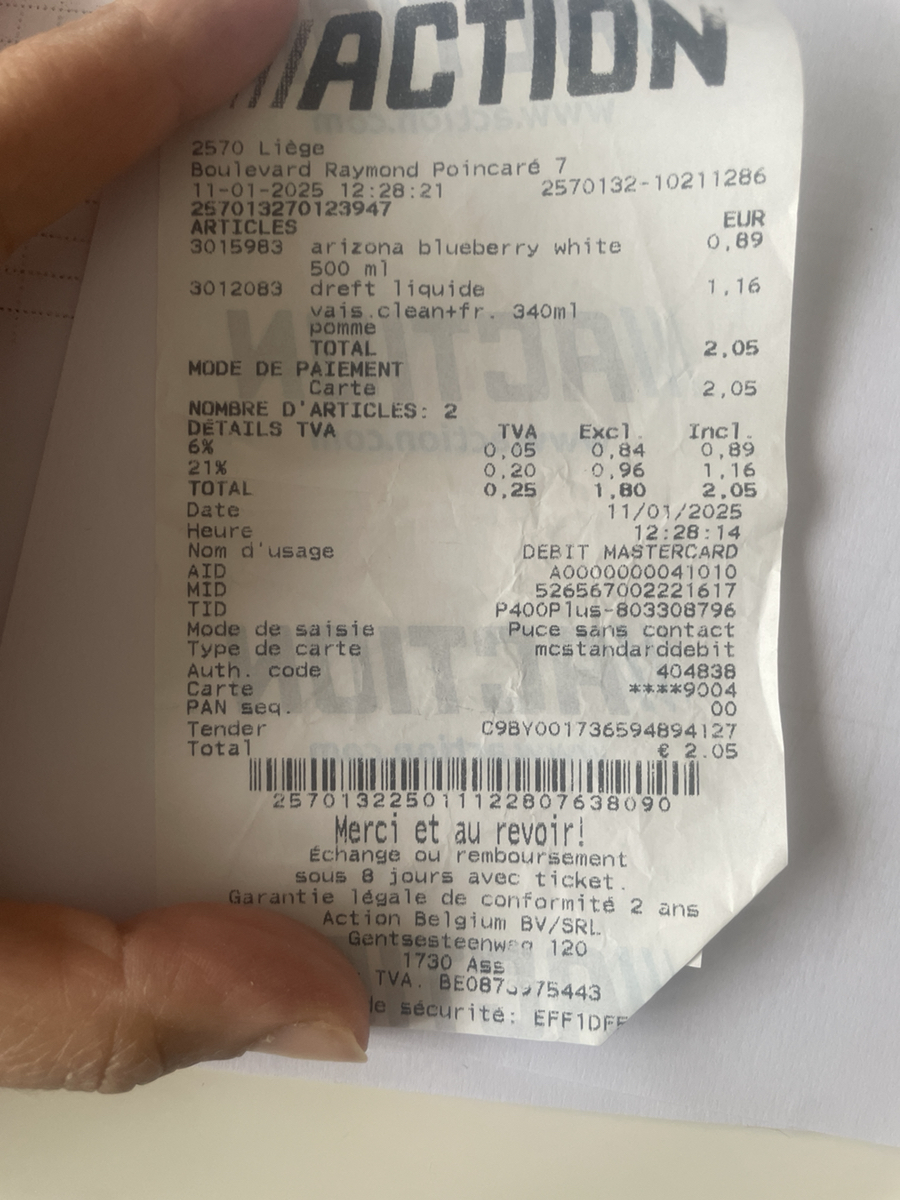 ACTION
2570 Liège
Boulevard Raymond Poincaré 7
11-01-2025 12:28:21 2570132-10211286
257013270123947
ARTICLES EUR
3015983 arizona blueberry white 0,89
500 ml
3012083 dreft liquide 1,16
vais.clean+fr. 340ml
pomme
TOTAL 2,05
MODE DE PAIEMENT
Carte 2,05
NOMBRE D'ARTICLES: 2
DÉTAILS TVA TVA Excl. Incl.
6% 0,05 0,84 0,89
21% 0,20 0,96 1,16
TOTAL 0,25 1,80 2,05
Date 11/01/2025
Heure 12:28:14
Nom d'usage DEBIT MASTERCARD
AID A0000000041010
MID 526567002221617
TID P400Plus-803308796
Mode de saisie Puce sans contact
Type de carte mcstandarddebit
Auth. code 404838
Carte ****9004
PAN seq. 00
Tender C9BY001736594894127
Total € 2.05
2570132250111122807638090
Merci et au revoir!
Échange ou remboursement
sous 8 jours avec ticket.
Garantie légale de conformité 2 ans
Action Belgium BV/SRL
Gentsesteenweg 120
1730 Ass
TVA.
sécurité: